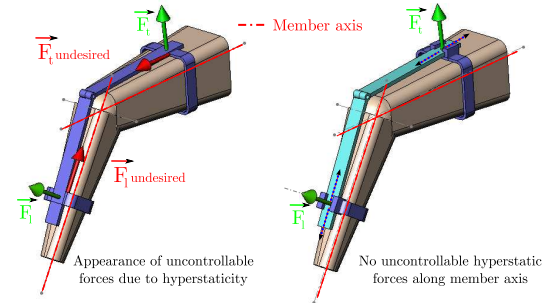 F_t
F_t undesired
Member axis
F_t
F_l undesired
F_l
F_l
Appearance of uncontrollable
forces due to hyperstaticity
No uncontrollable hyperstatic
forces along member axis